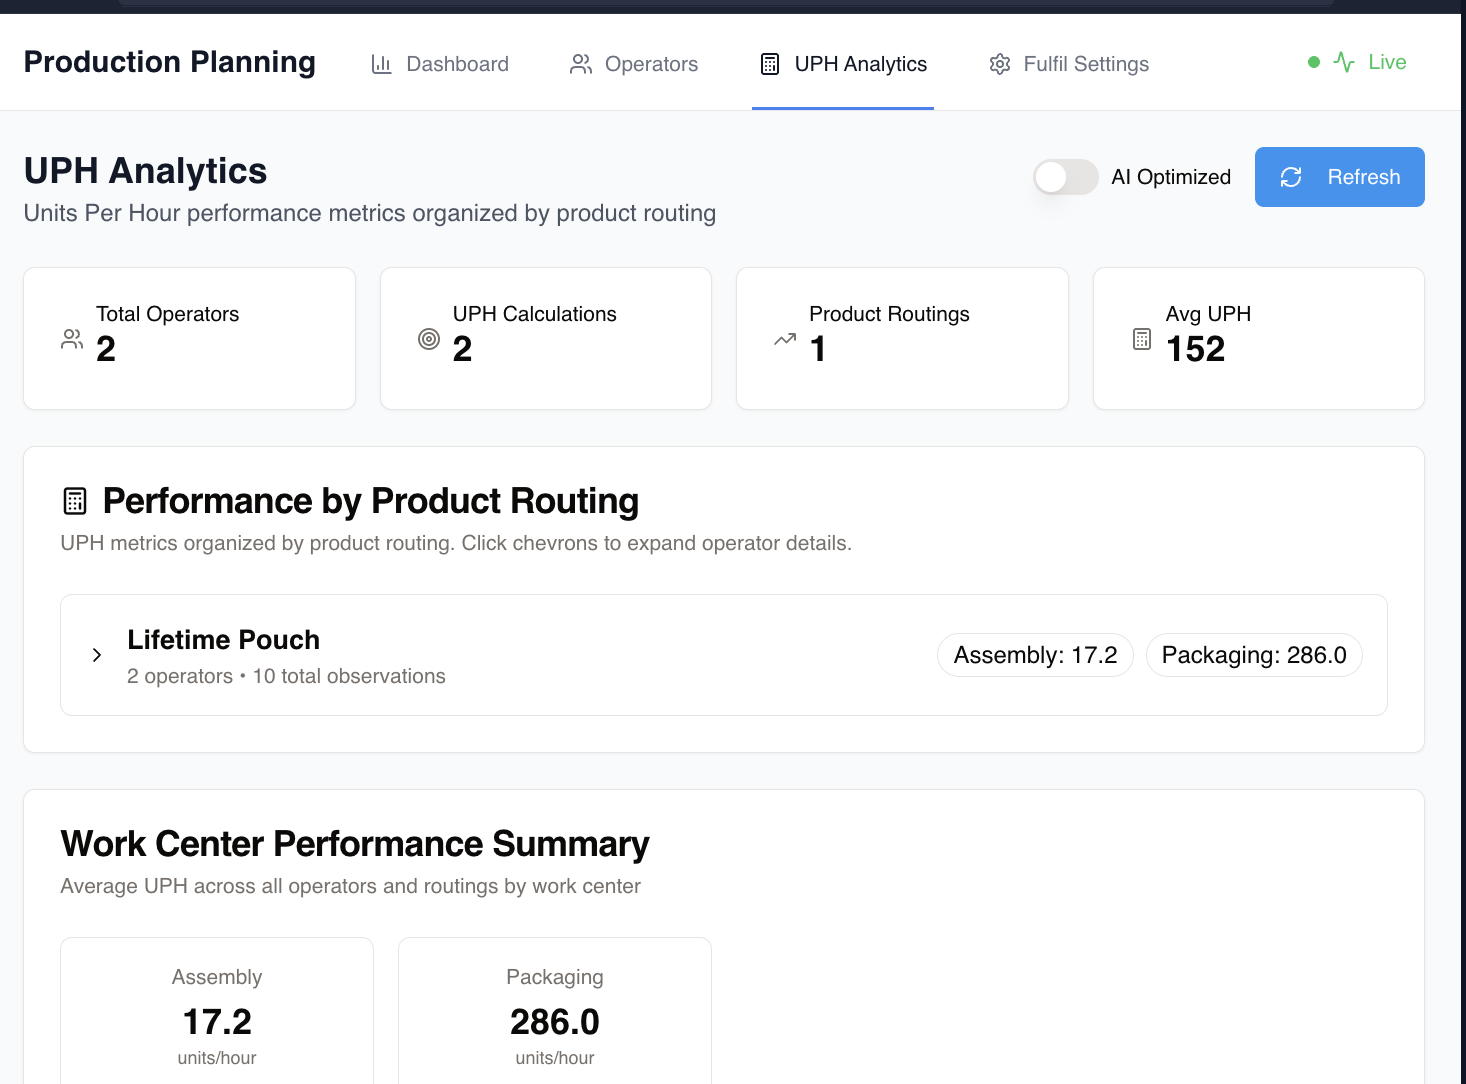 Production Planning
Dashboard
Operators
UPH Analytics
Fulfil Settings
Live
UPH Analytics
Units Per Hour performance metrics organized by product routing
AI Optimized
Refresh
Total Operators
2
UPH Calculations
2
Product Routings
1
Avg UPH
152
Performance by Product Routing
UPH metrics organized by product routing. Click chevrons to expand operator details.
Lifetime Pouch
2 operators • 10 total observations
Assembly: 17.2
Packaging: 286.0
Work Center Performance Summary
Average UPH across all operators and routings by work center
Assembly
17.2
units/hour
Packaging
286.0
units/hour